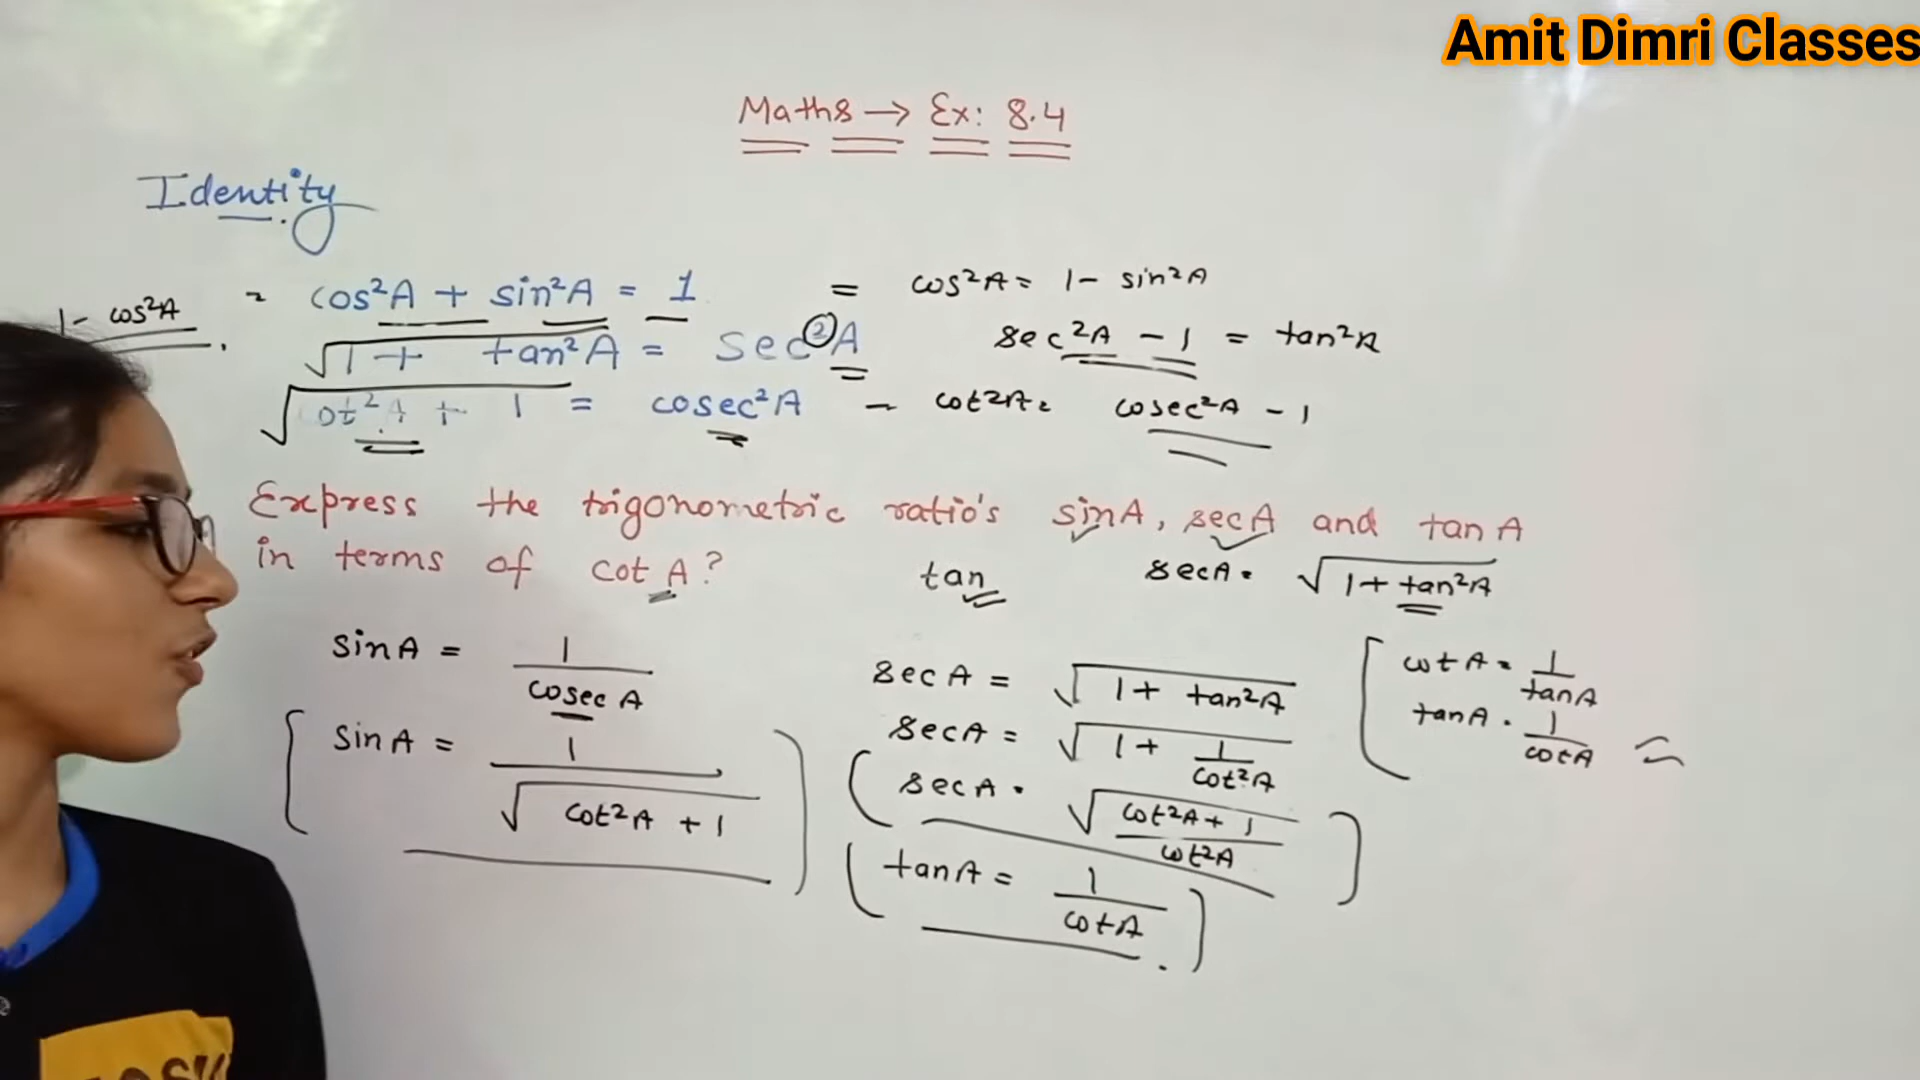 Amit Dimri Classes
Maths → Ex: 8.4
Identity
1 - cos²A = cos²A + sin²A = 1 = cos²A = 1 - sin²A
√1 + tan²A = sec²A sec²A - 1 = tan²A
√cot²A + 1 = cosec²A - cot²A = cosec²A - 1
Express the trigonometric ratio's sinA, secA and tan A
in terms of cot A?
tan secA = √1 + tan²A
sinA = 1/cosec A
sinA = 1/√cot²A + 1
secA = √1 + tan²A
secA = √1 + 1/cot²A
secA = √cot²A + 1/cot²A
tanA = 1/cotA
cotA = 1/tanA
tanA = 1/cotA